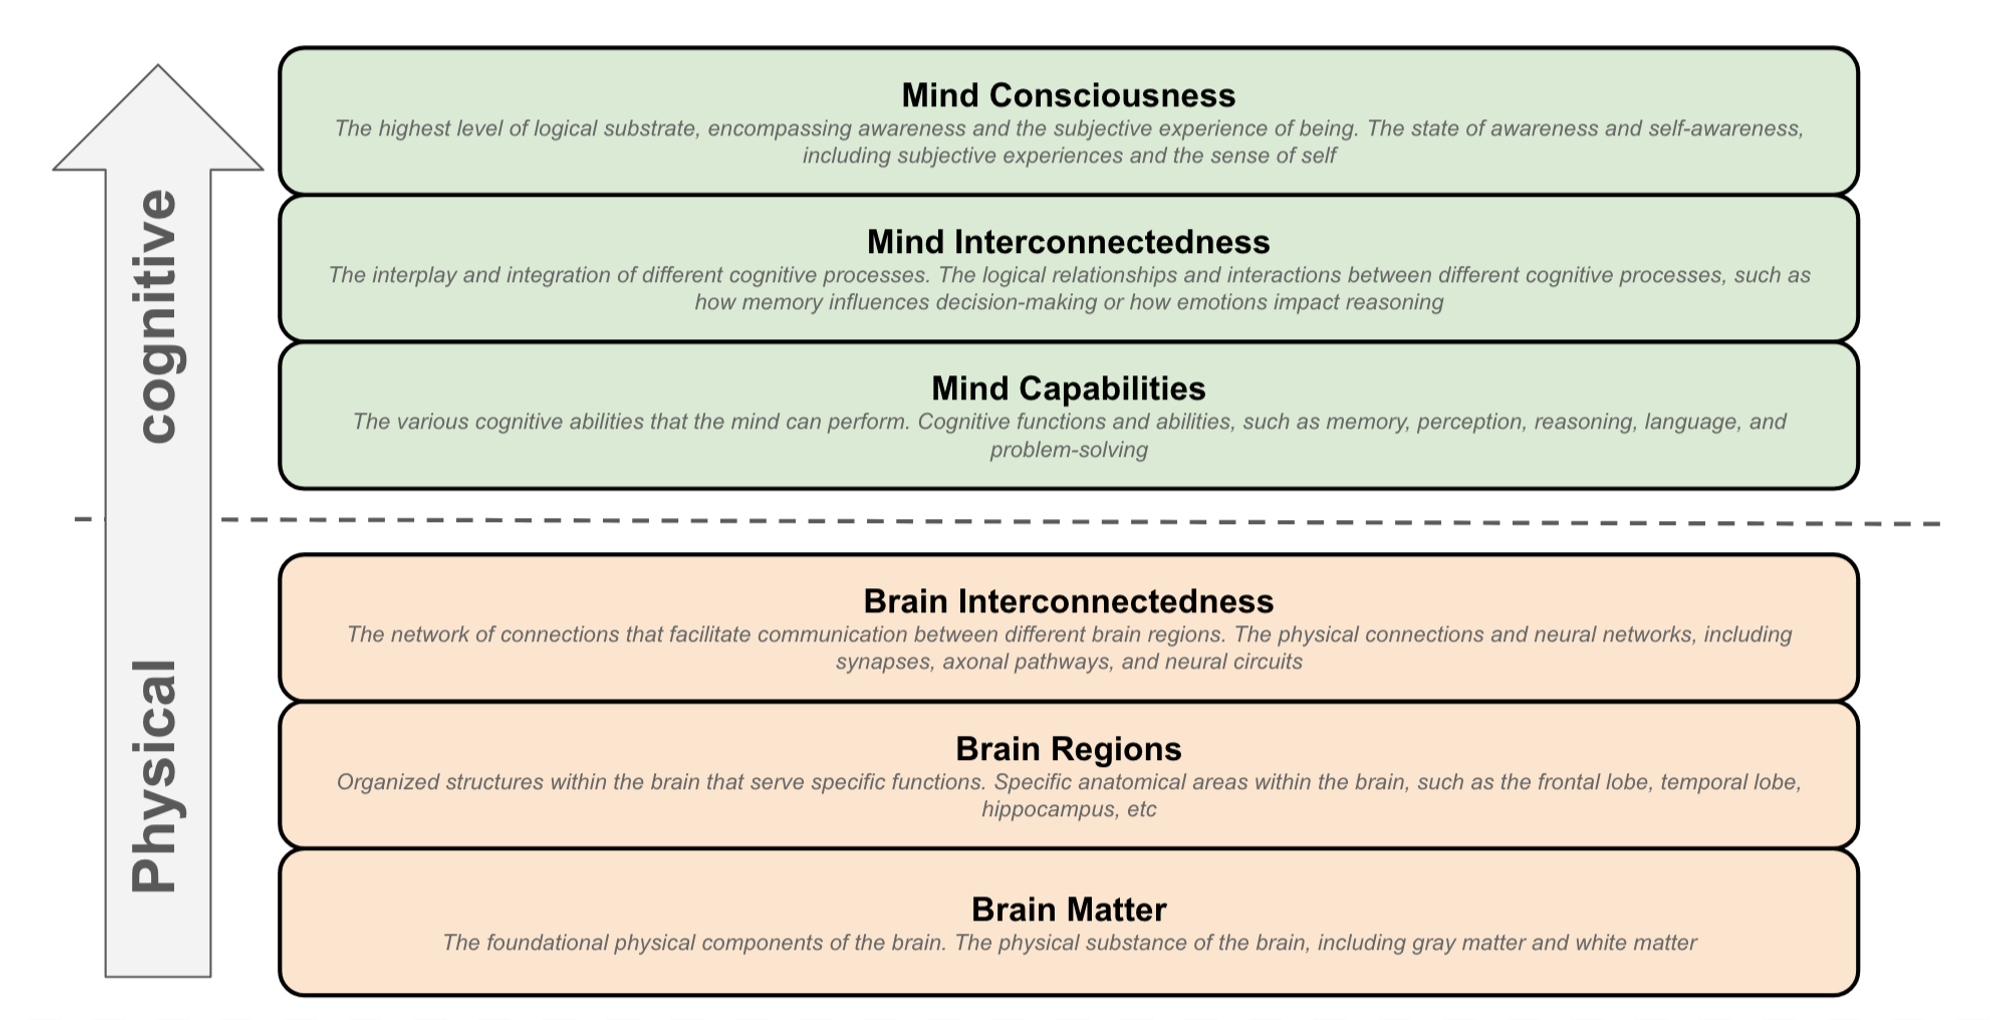 cognitive
Physical
Mind Consciousness
The highest level of logical substrate, encompassing awareness and the subjective experience of being. The state of awareness and self-awareness,
including subjective experiences and the sense of self
Mind Interconnectedness
The interplay and integration of different cognitive processes. The logical relationships and interactions between different cognitive processes, such as
how memory influences decision-making or how emotions impact reasoning
Mind Capabilities
The various cognitive abilities that the mind can perform. Cognitive functions and abilities, such as memory, perception, reasoning, language, and
problem-solving
Brain Interconnectedness
The network of connections that facilitate communication between different brain regions. The physical connections and neural networks, including
synapses, axonal pathways, and neural circuits
Brain Regions
Organized structures within the brain that serve specific functions. Specific anatomical areas within the brain, such as the frontal lobe, temporal lobe,
hippocampus, etc
Brain Matter
The foundational physical components of the brain. The physical substance of the brain, including gray matter and white matter